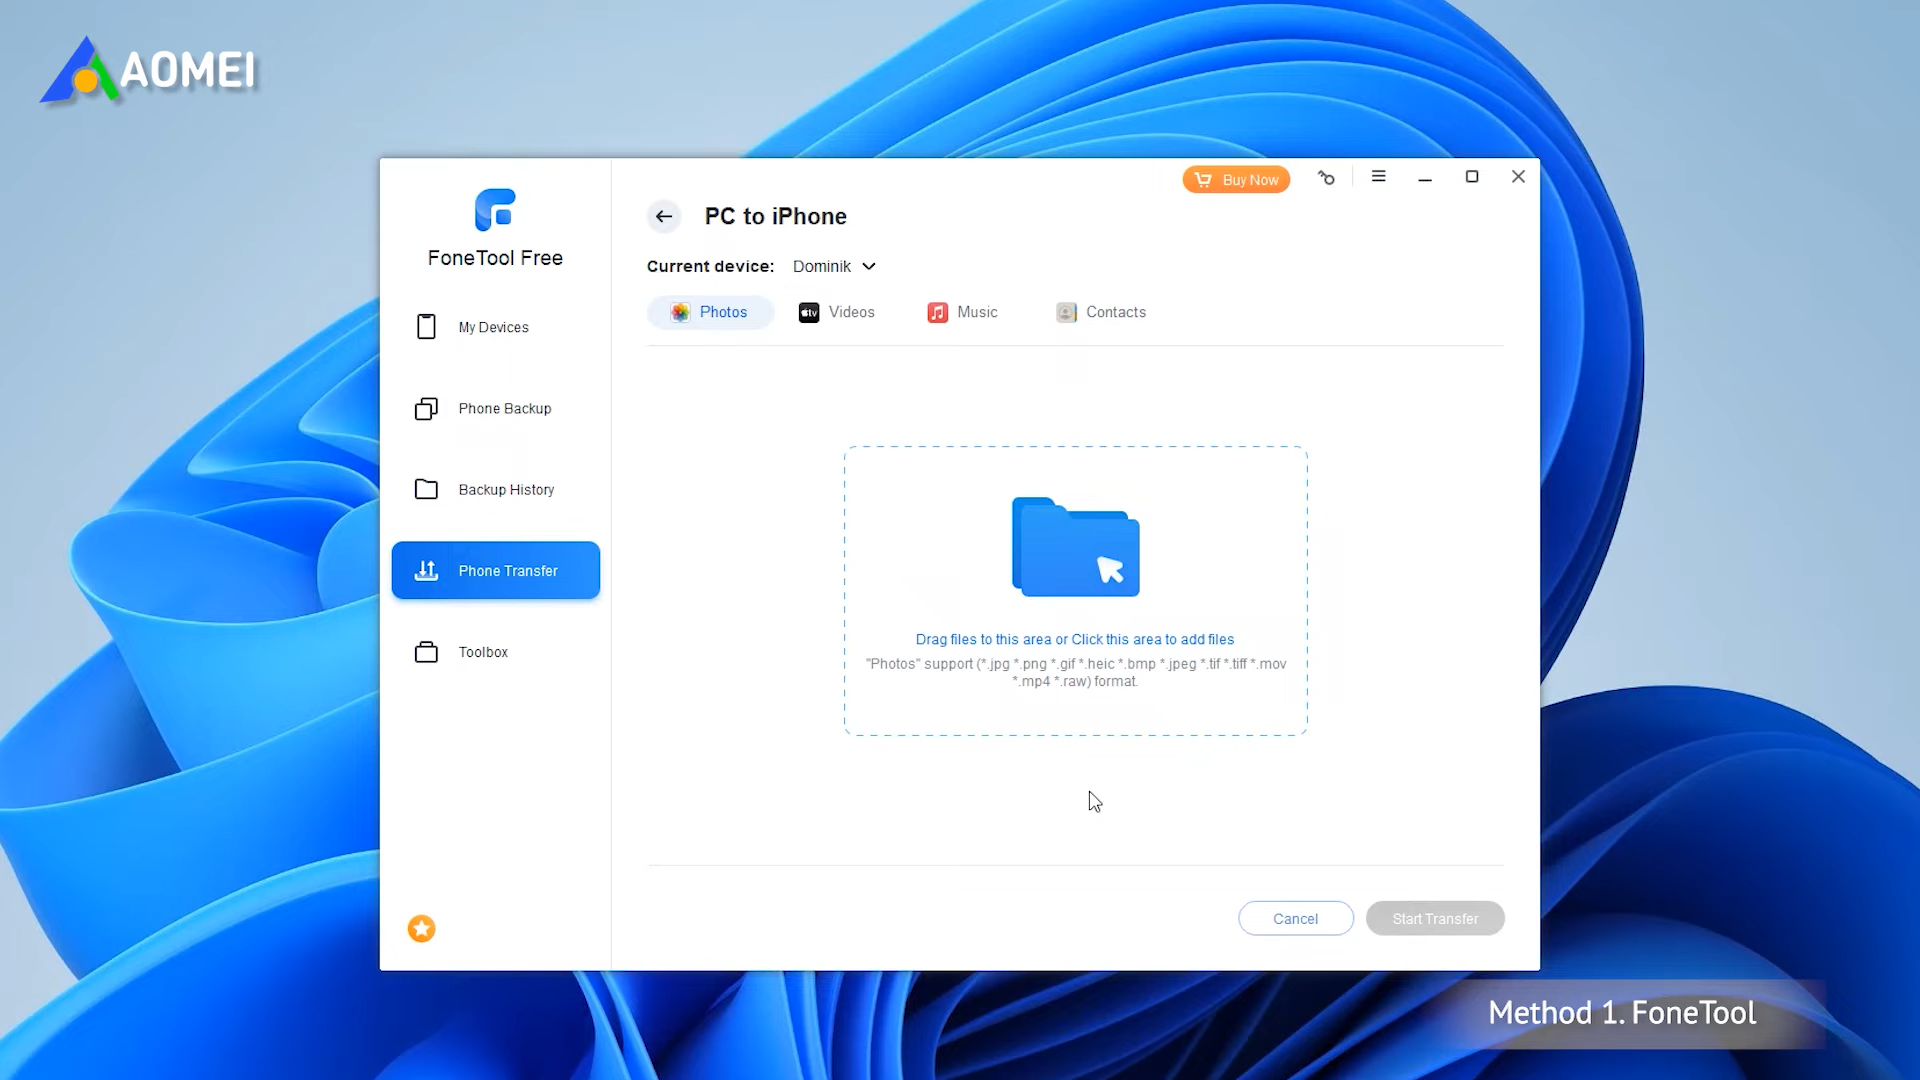 AOMEI
Buy Now
FoneTool Free
PC to iPhone
Current device: Dominik
Photos
Videos
Music
Contacts
My Devices
Phone Backup
Backup History
Phone Transfer
Toolbox
Drag files to this area or Click this area to add files
"Photos" support (*.jpg *.png *.gif *.heic *.bmp *.jpeg *.tif *.tiff *.mov
*.mp4 *.raw) format.
Cancel
Start Transfer
Method 1. FoneTool